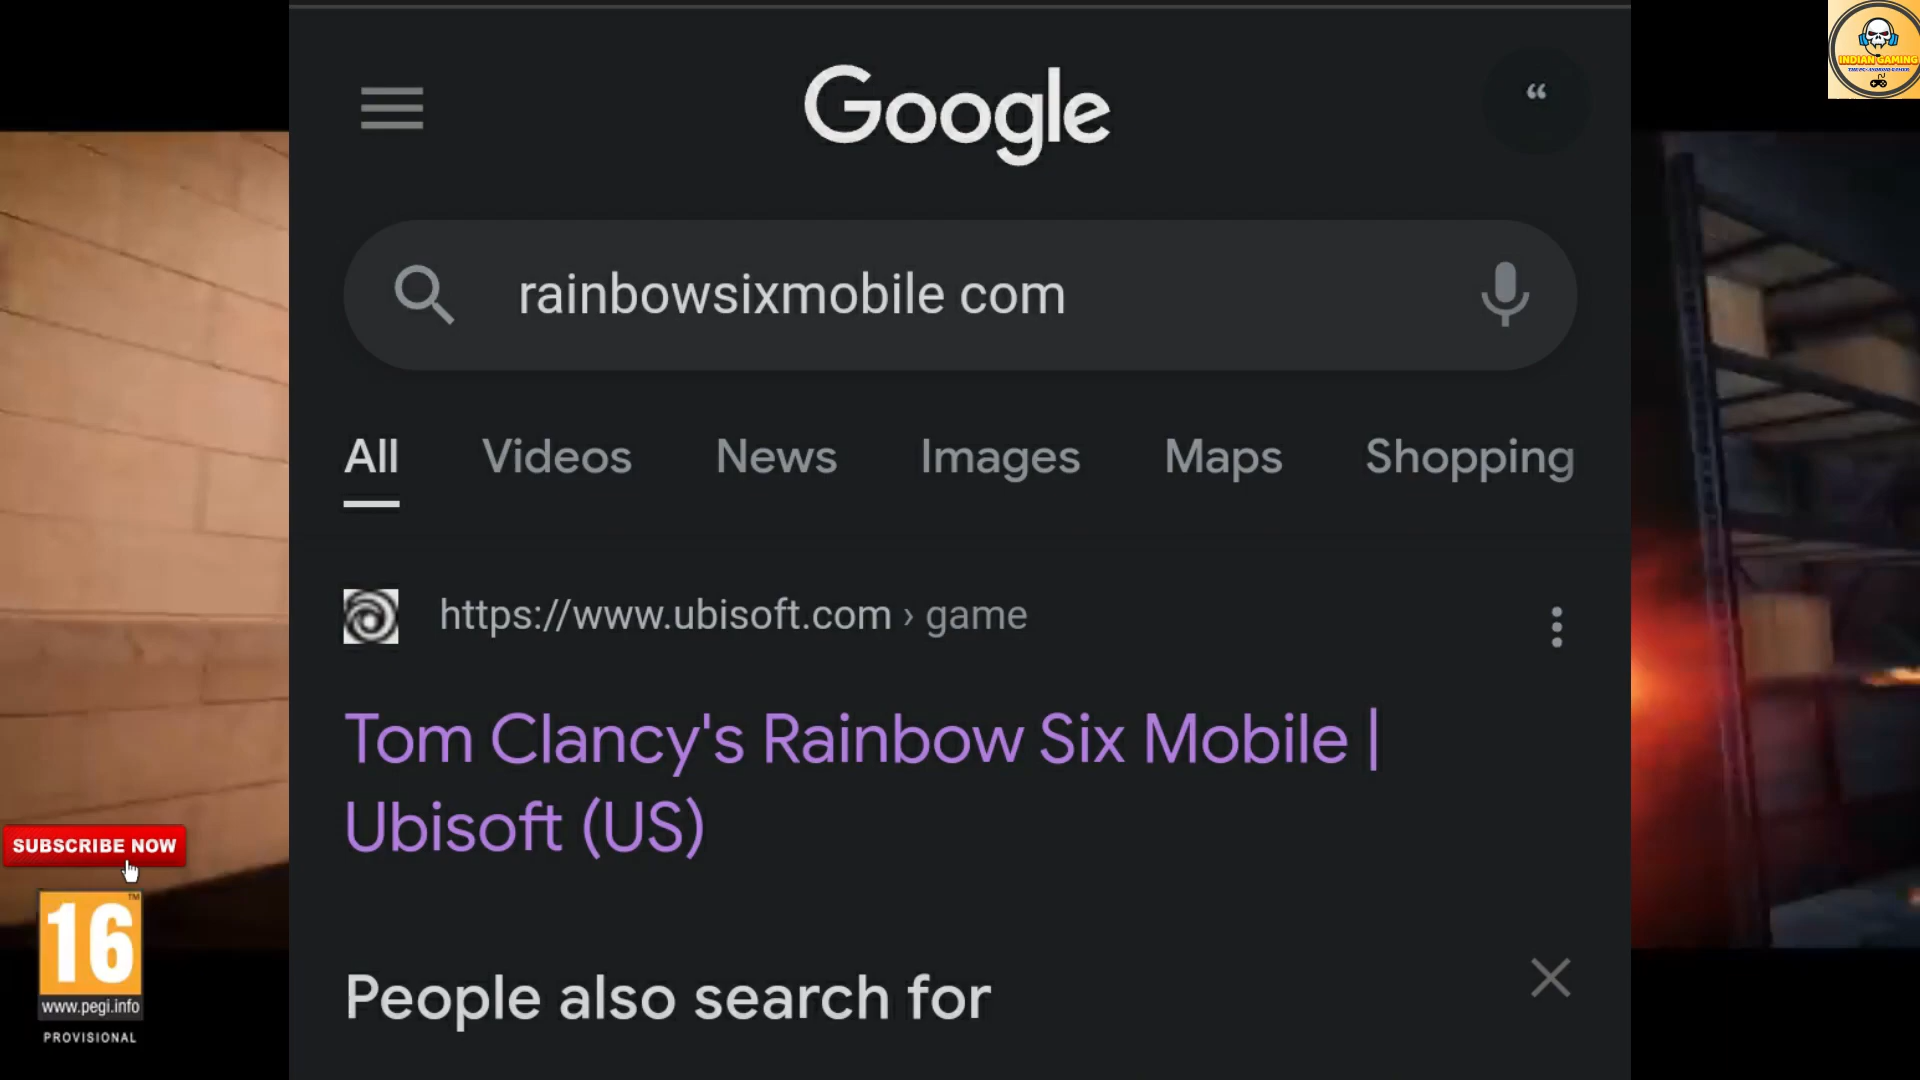 Google
“
INDIAN GAMING
rainbowsixmobile com
All Videos News Images Maps Shopping
https://www.ubisoft.com › game
Tom Clancy's Rainbow Six Mobile |
Ubisoft (US)
People also search for
SUBSCRIBE NOW
16
TM
www.pegi.info
PROVISIONAL